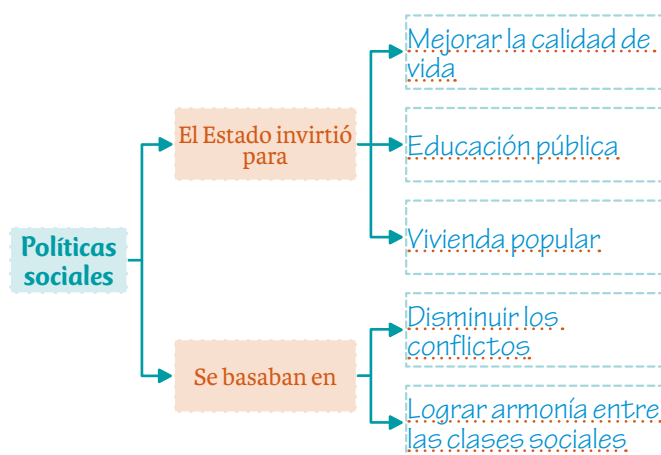 Políticas
sociales
El Estado invirtió
para
Mejorar la calidad de
vida
Educación pública
Vivienda popular
Se basaban en
Disminuir los
conflictos
Lograr armonía entre
las clases sociales